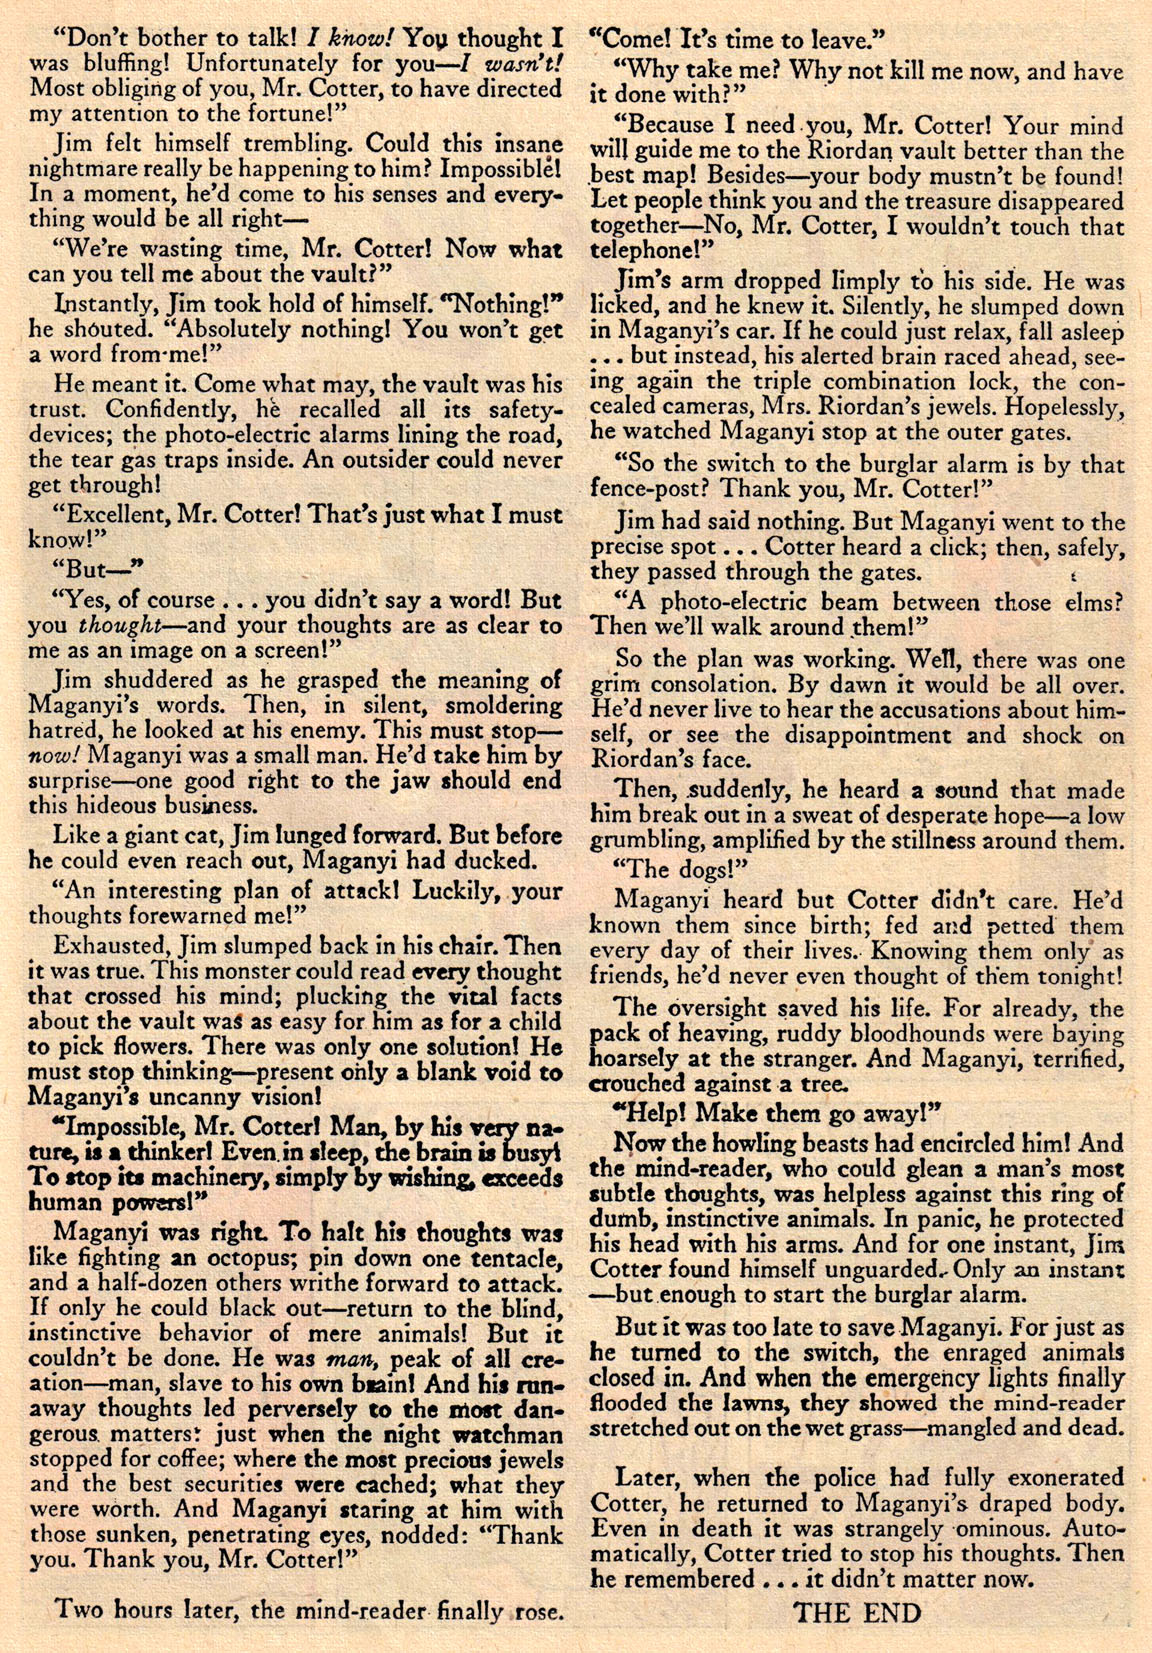 “Don’t bother to talk! I know! You thought I
was bluffing! Unfortunately for you—I wasn’t!
Most obliging of you, Mr. Cotter, to have directed
my attention to the fortune!”
Jim felt himself trembling. Could this insane
nightmare really be happening to him? Impossible!
In a moment, he’d come to his senses and every-
thing would be all right—
“We’re wasting time, Mr. Cotter! Now what
can you tell me about the vault?”
Instantly, Jim took hold of himself. “Nothing!”
he shouted. “Absolutely nothing! You won’t get
a word from me!”
He meant it. Come what may, the vault was his
trust. Confidently, he recalled all its safety-
devices; the photo-electric alarms lining the road,
the tear gas traps inside. An outsider could never
get through!
“Excellent, Mr. Cotter! That’s just what I must
know!”
“But—”
“Yes, of course . . . you didn’t say a word! But
you thought—and your thoughts are as clear to
me as an image on a screen!”
Jim shuddered as he grasped the meaning of
Maganyi’s words. Then, in silent, smoldering
hatred, he looked at his enemy. This must stop—
now! Maganyi was a small man. He’d take him by
surprise—one good right to the jaw should end
this hideous business.
Like a giant cat, Jim lunged forward. But before
he could even reach out, Maganyi had ducked.
“An interesting plan of attack! Luckily, your
thoughts forewarned me!”
Exhausted, Jim slumped back in his chair. Then
it was true. This monster could read every thought
that crossed his mind; plucking the vital facts
about the vault was as easy for him as for a child
to pick flowers. There was only one solution! He
must stop thinking—present only a blank void to
Maganyi’s uncanny vision!
“Impossible, Mr. Cotter! Man, by his very na-
ture, is a thinker! Even in sleep, the brain is busy!
To stop its machinery, simply by wishing, exceeds
human powers!”
Maganyi was right. To halt his thoughts was
like fighting an octopus; pin down one tentacle,
and a half-dozen others writhe forward to attack.
If only he could black out—return to the blind,
instinctive behavior of mere animals! But it
couldn’t be done. He was man, peak of all cre-
ation—man, slave to his own brain! And his run-
away thoughts led perversely to the most dan-
gerous matters: just when the night watchman
stopped for coffee; where the most precious jewels
and the best securities were cached; what they
were worth. And Maganyi staring at him with
those sunken, penetrating eyes, nodded: “Thank
you. Thank you, Mr. Cotter!”
Two hours later, the mind-reader finally rose.
“Come! It’s time to leave.”
“Why take me? Why not kill me now, and have
it done with?”
“Because I need you, Mr. Cotter! Your mind
will guide me to the Riordan vault better than the
best map! Besides—your body mustn’t be found!
Let people think you and the treasure disappeared
together—No, Mr. Cotter, I wouldn’t touch that
telephone!”
Jim’s arm dropped limply to his side. He was
licked, and he knew it. Silently, he slumped down
in Maganyi’s car. If he could just relax, fall asleep
. . . but instead, his alerted brain raced ahead, see-
ing again the triple combination lock, the con-
cealed cameras, Mrs. Riordan’s jewels. Hopelessly,
he watched Maganyi stop at the outer gates.
“So the switch to the burglar alarm is by that
fence-post? Thank you, Mr. Cotter!”
Jim had said nothing. But Maganyi went to the
precise spot . . . Cotter heard a click; then, safely,
they passed through the gates.
“A photo-electric beam between those elms?
Then we’ll walk around them!”
So the plan was working. Well, there was one
grim consolation. By dawn it would be all over.
He’d never live to hear the accusations about him-
self, or see the disappointment and shock on
Riordan’s face.
Then, suddenly, he heard a sound that made
him break out in a sweat of desperate hope—a low
grumbling, amplified by the stillness around them.
“The dogs!”
Maganyi heard but Cotter didn’t care. He’d
known them since birth; fed and petted them
every day of their lives. Knowing them only as
friends, he’d never even thought of them tonight!
The oversight saved his life. For already, the
pack of heaving, ruddy bloodhounds were baying
hoarsely at the stranger. And Maganyi, terrified,
crouched against a tree.
“Help! Make them go away!”
Now the howling beasts had encircled him! And
the mind-reader, who could glean a man’s most
subtle thoughts, was helpless against this ring of
dumb, instinctive animals. In panic, he protected
his head with his arms. And for one instant, Jim
Cotter found himself unguarded. Only an instant
—but enough to start the burglar alarm.
But it was too late to save Maganyi. For just as
he turned to the switch, the enraged animals
closed in. And when the emergency lights finally
flooded the lawns, they showed the mind-reader
stretched out on the wet grass—mangled and dead.
Later, when the police had fully exonerated
Cotter, he returned to Maganyi’s draped body.
Even in death it was strangely ominous. Auto-
matically, Cotter tried to stop his thoughts. Then
he remembered . . . it didn’t matter now.
THE END